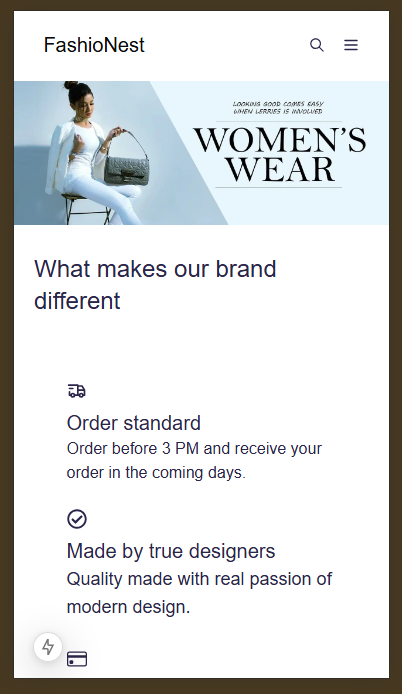 FashioNest
LOOKING GOOD COMES EASY
WHEN LERRIES IS INVOLVED
WOMEN'S
WEAR
What makes our brand
different
Order standard
Order before 3 PM and receive your
order in the coming days.
Made by true designers
Quality made with real passion of
modern design.